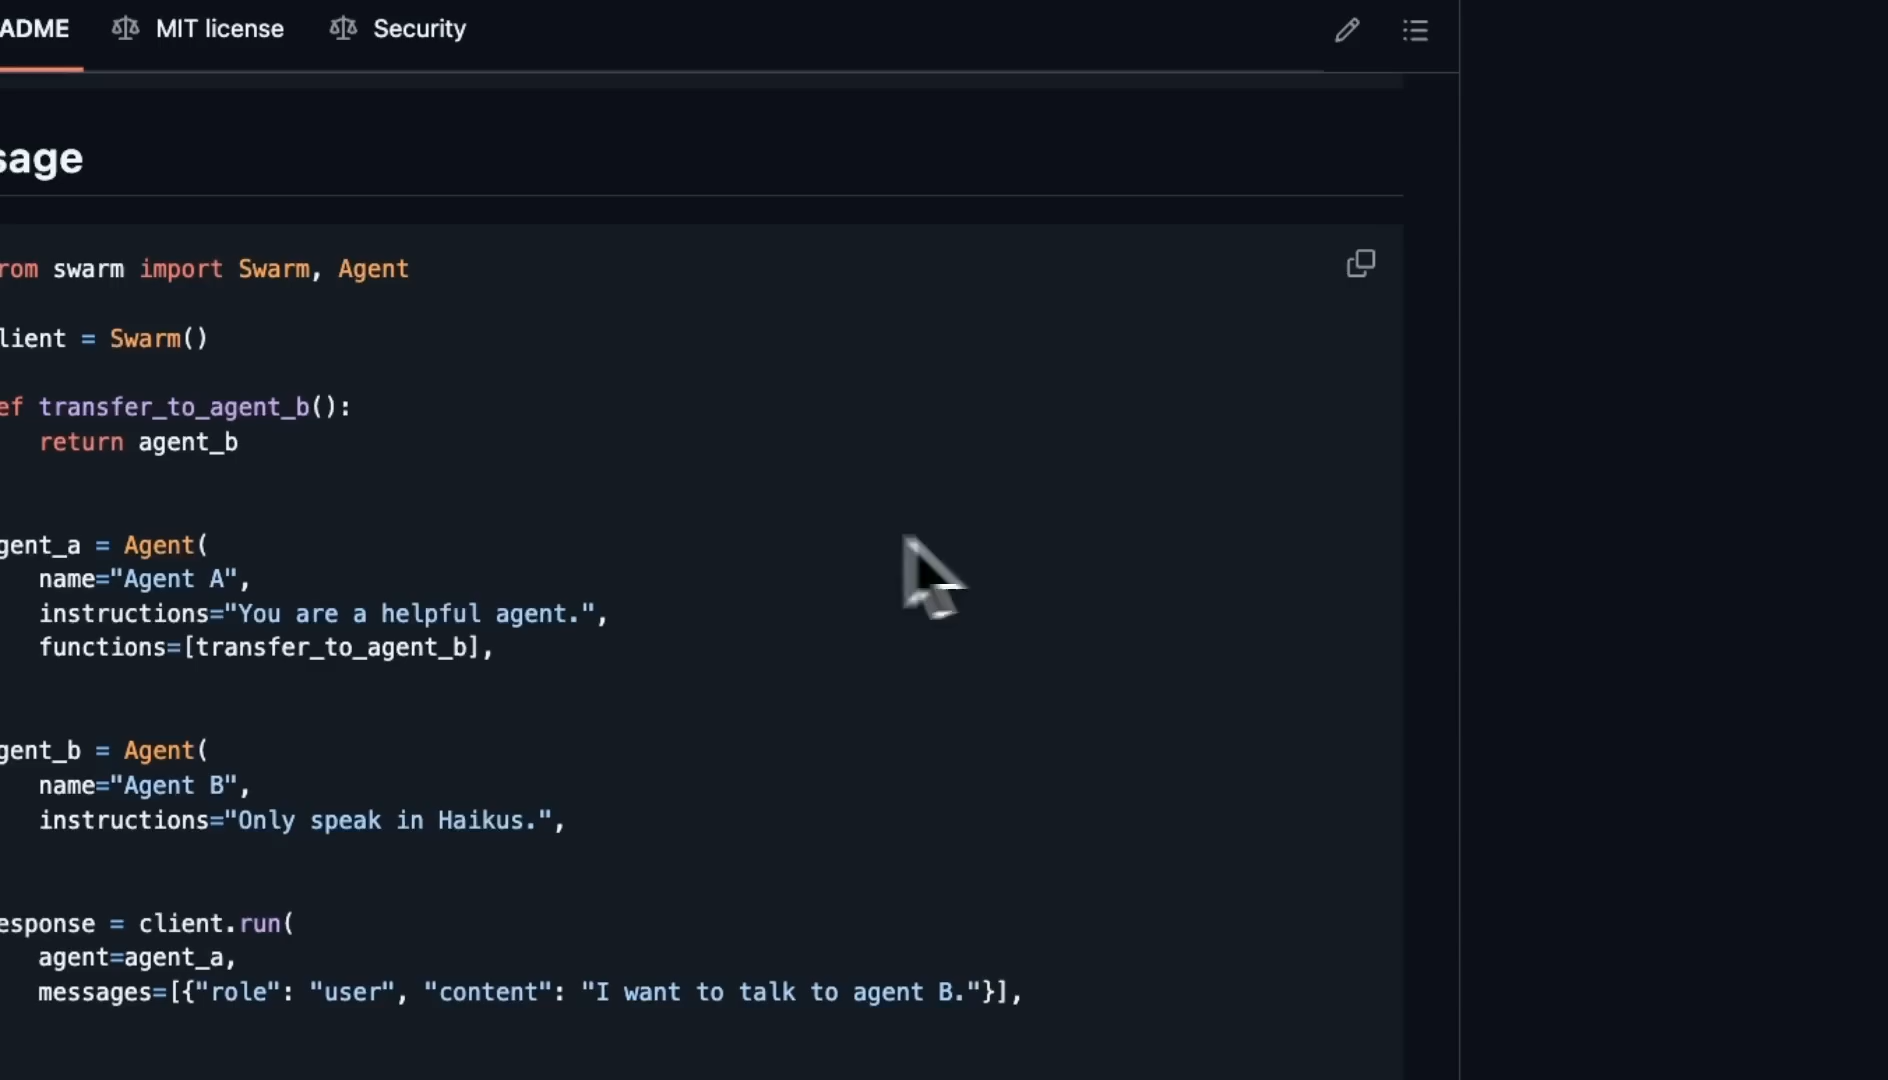 ADME MIT license Security
sage
rom swarm import Swarm, Agent
lient = Swarm()
ef transfer_to_agent_b():
    return agent_b
gent_a = Agent(
    name="Agent A",
    instructions="You are a helpful agent.",
    functions=[transfer_to_agent_b],
gent_b = Agent(
    name="Agent B",
    instructions="Only speak in Haikus.",
esponse = client.run(
    agent=agent_a,
    messages=[{"role": "user", "content": "I want to talk to agent B."}],